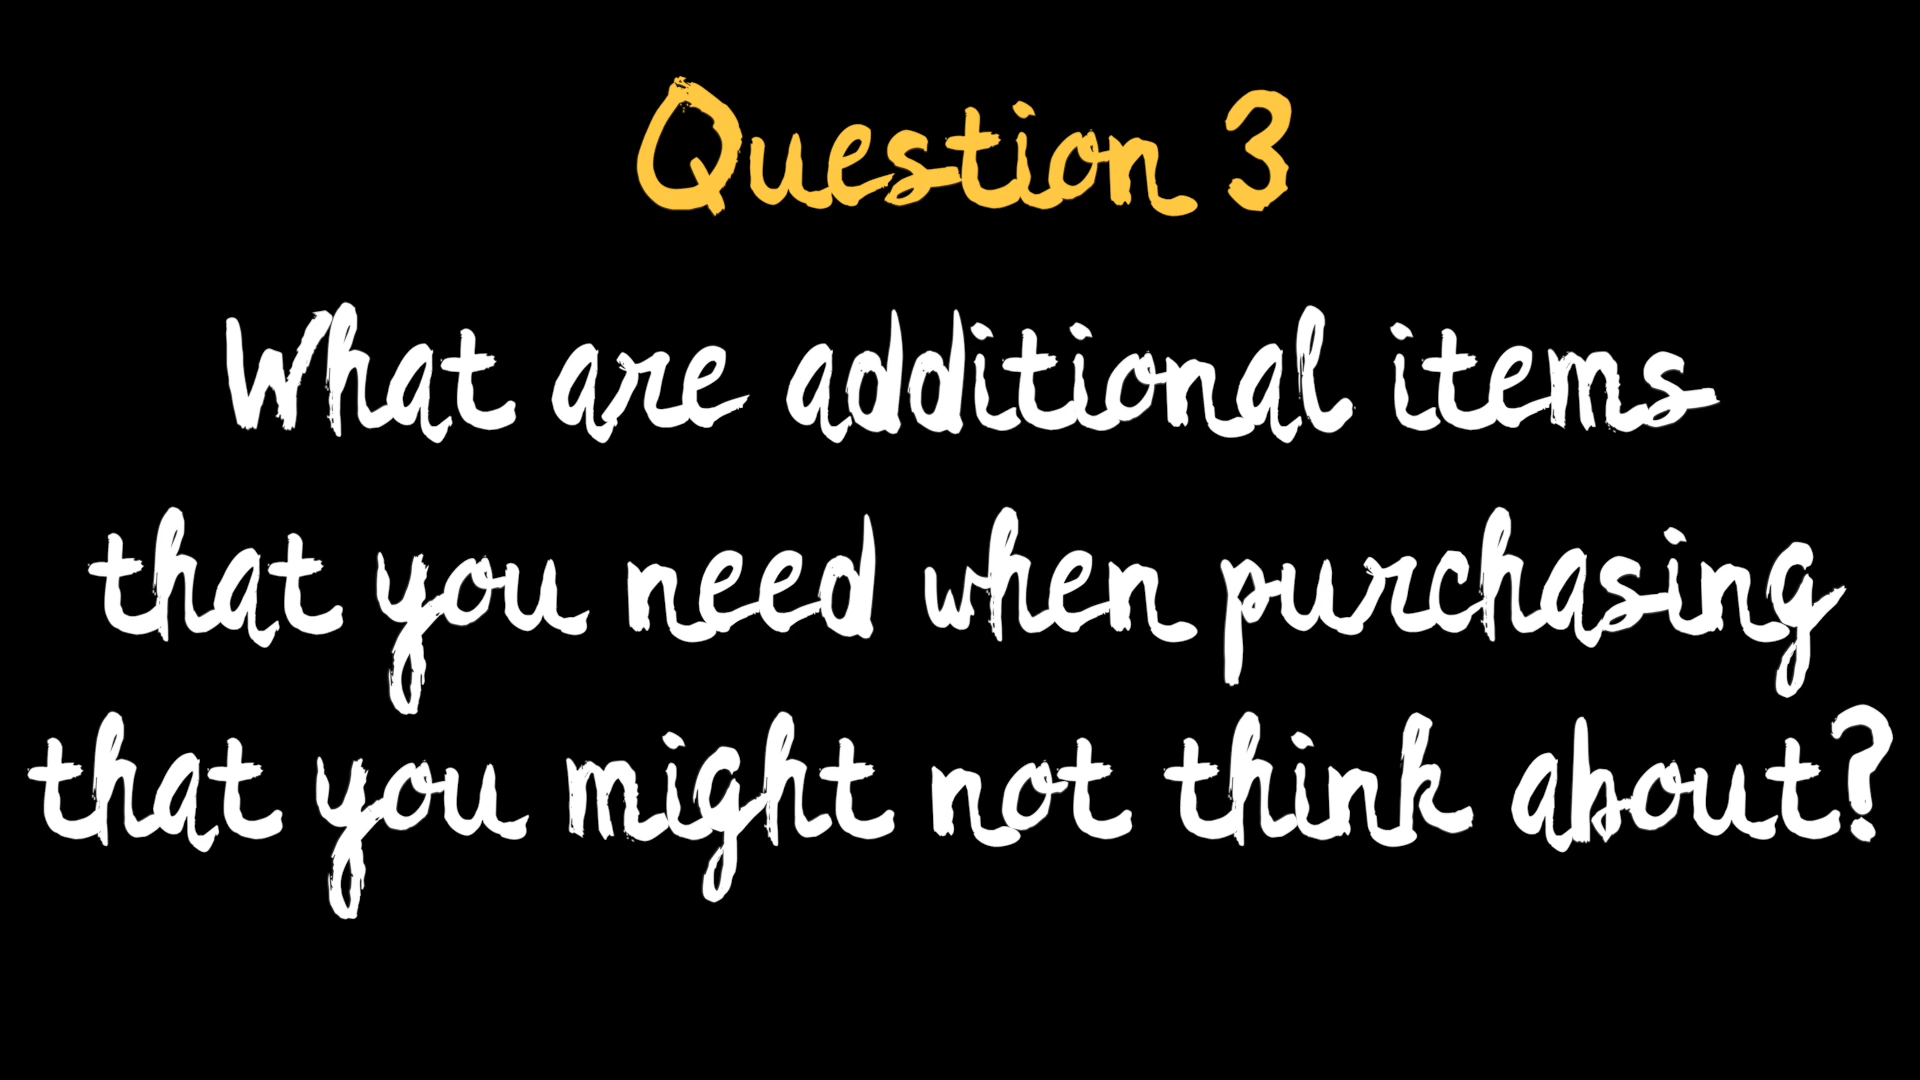 Question 3
What are additional items
that you need when purchasing
that you might not think about?